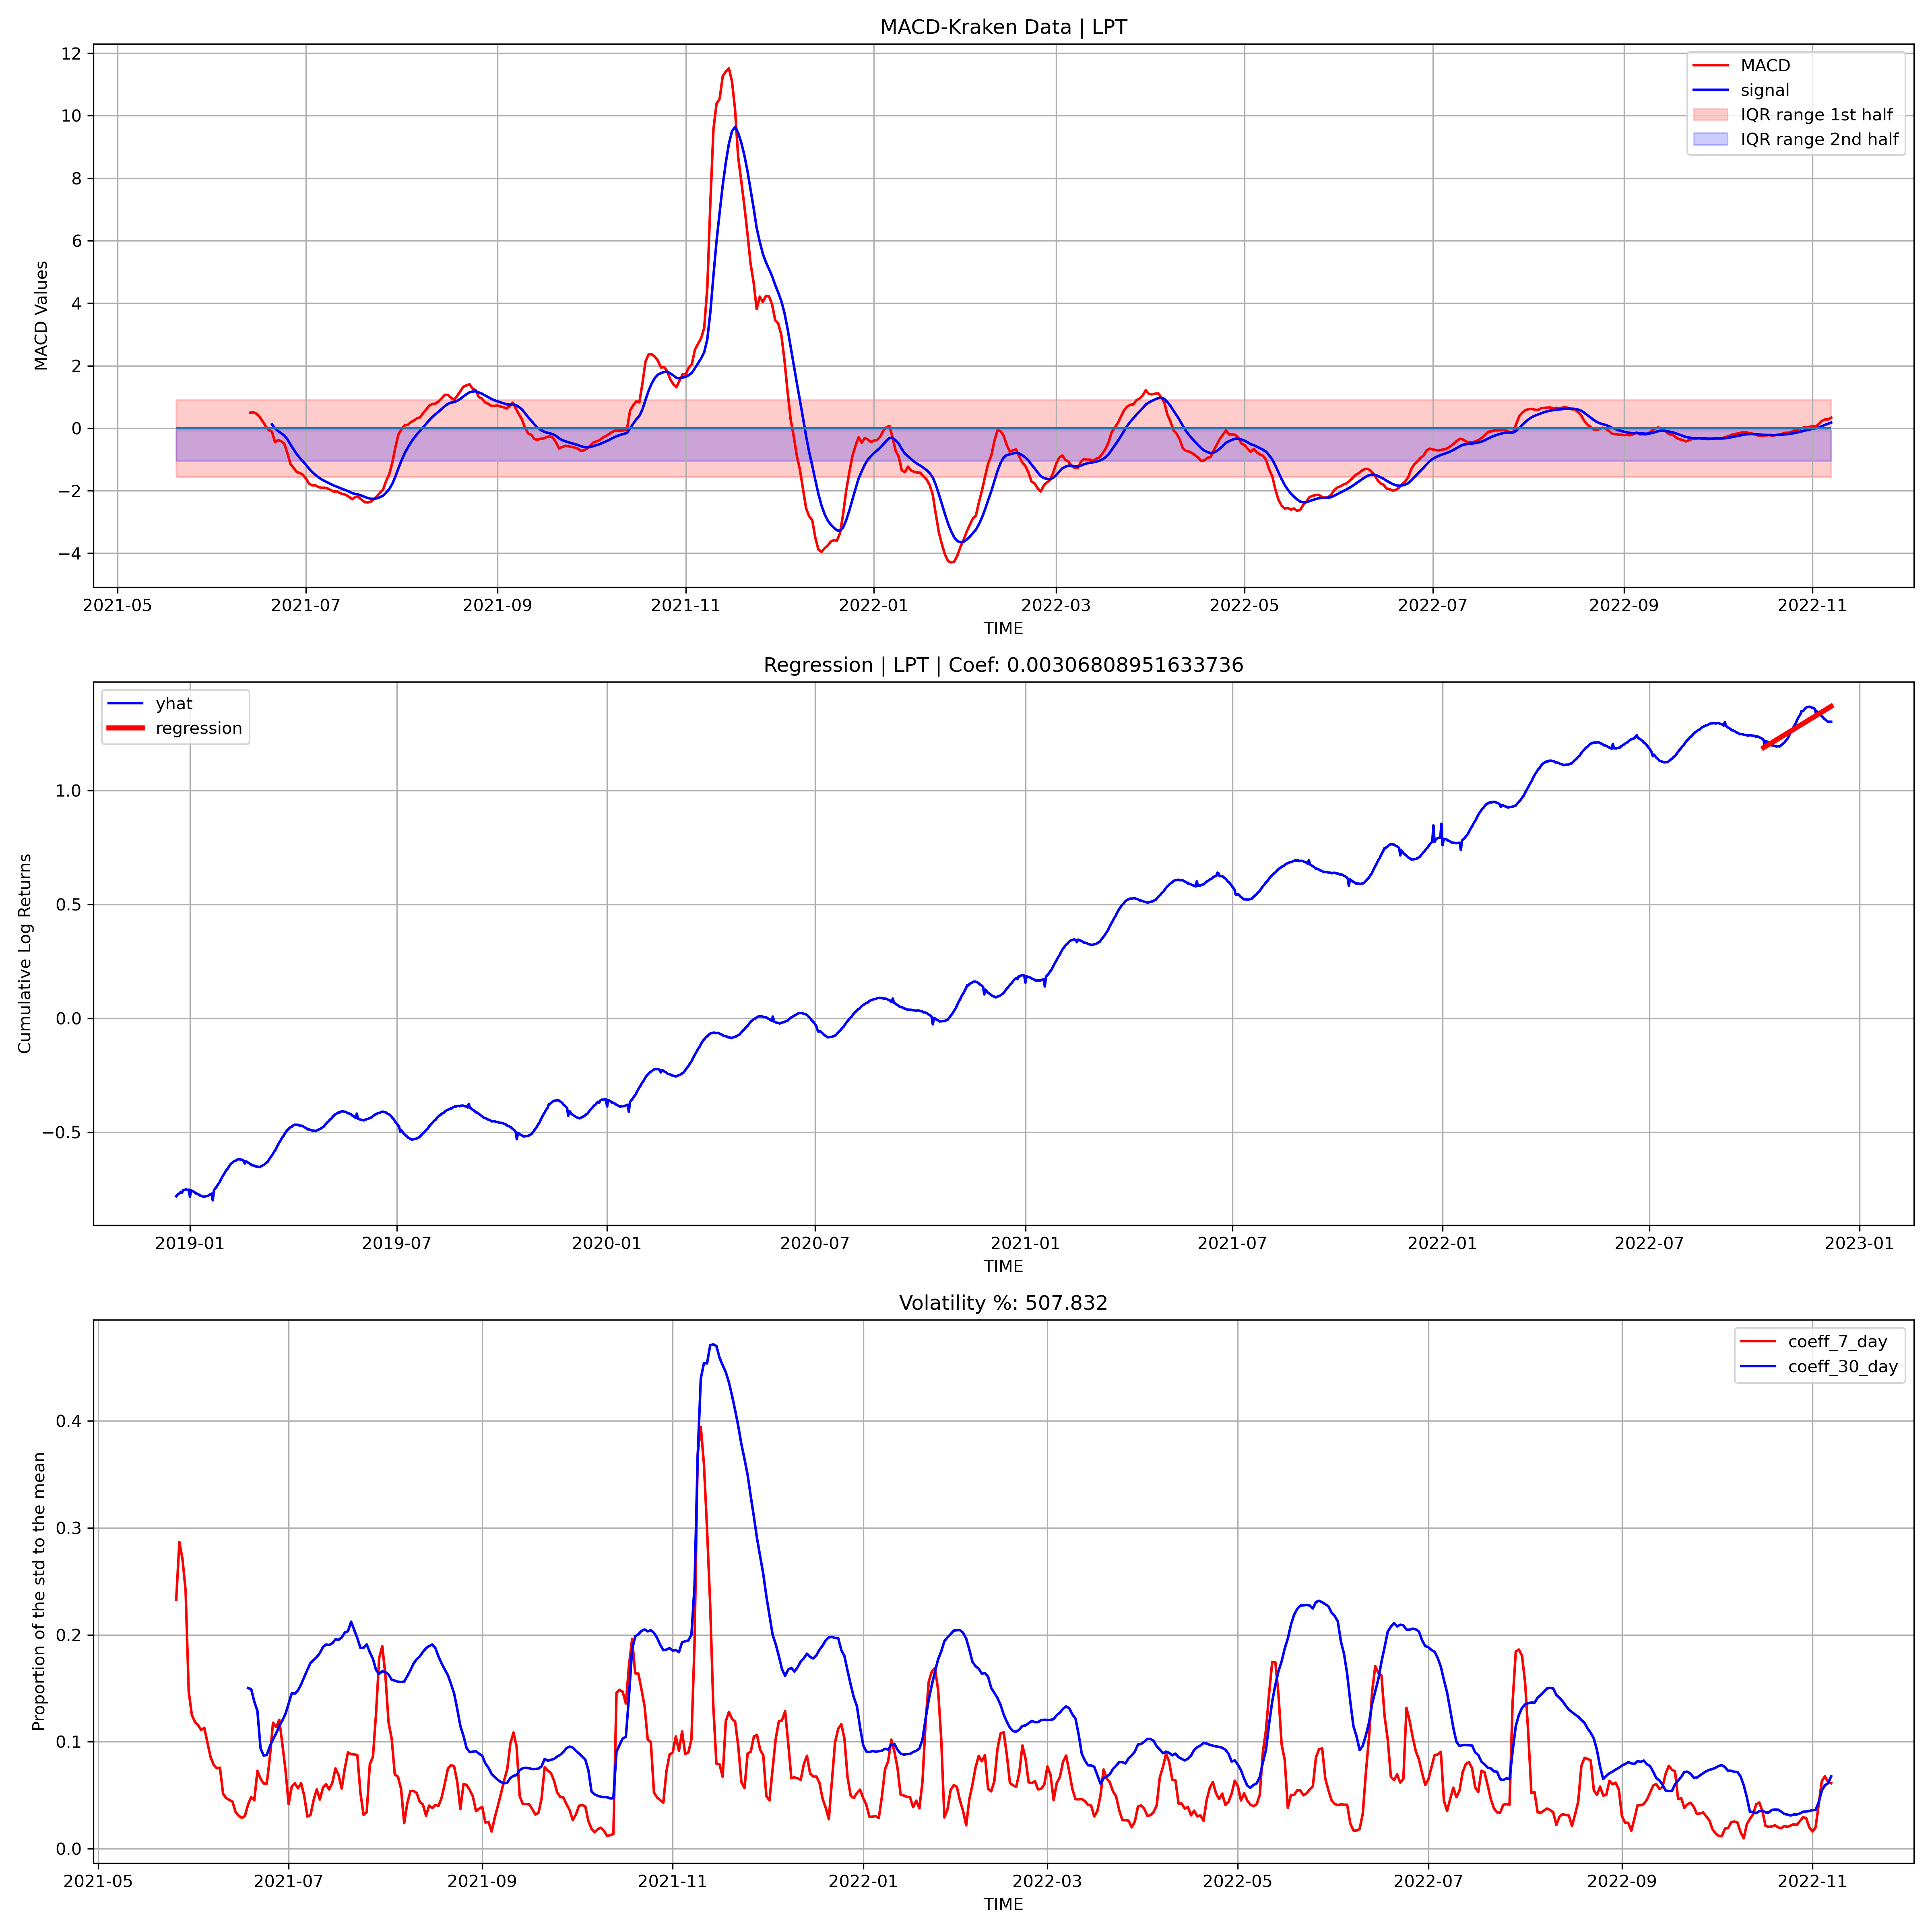 MACD-Kraken Data | LPT
12
10
8
6
4
2
0
−2
−4
MACD Values
MACD
signal
IQR range 1st half
IQR range 2nd half
2021-05 2021-07 2021-09 2021-11 2022-01 2022-03 2022-05 2022-07 2022-09 2022-11
TIME
Regression | LPT | Coef: 0.00306808951633736
yhat
regression
1.0
0.5
0.0
−0.5
Cumulative Log Returns
2019-01 2019-07 2020-01 2020-07 2021-01 2021-07 2022-01 2022-07 2023-01
TIME
Volatility %: 507.832
coeff_7_day
coeff_30_day
0.4
0.3
0.2
0.1
0.0
Proportion of the std to the mean
2021-05 2021-07 2021-09 2021-11 2022-01 2022-03 2022-05 2022-07 2022-09 2022-11
TIME